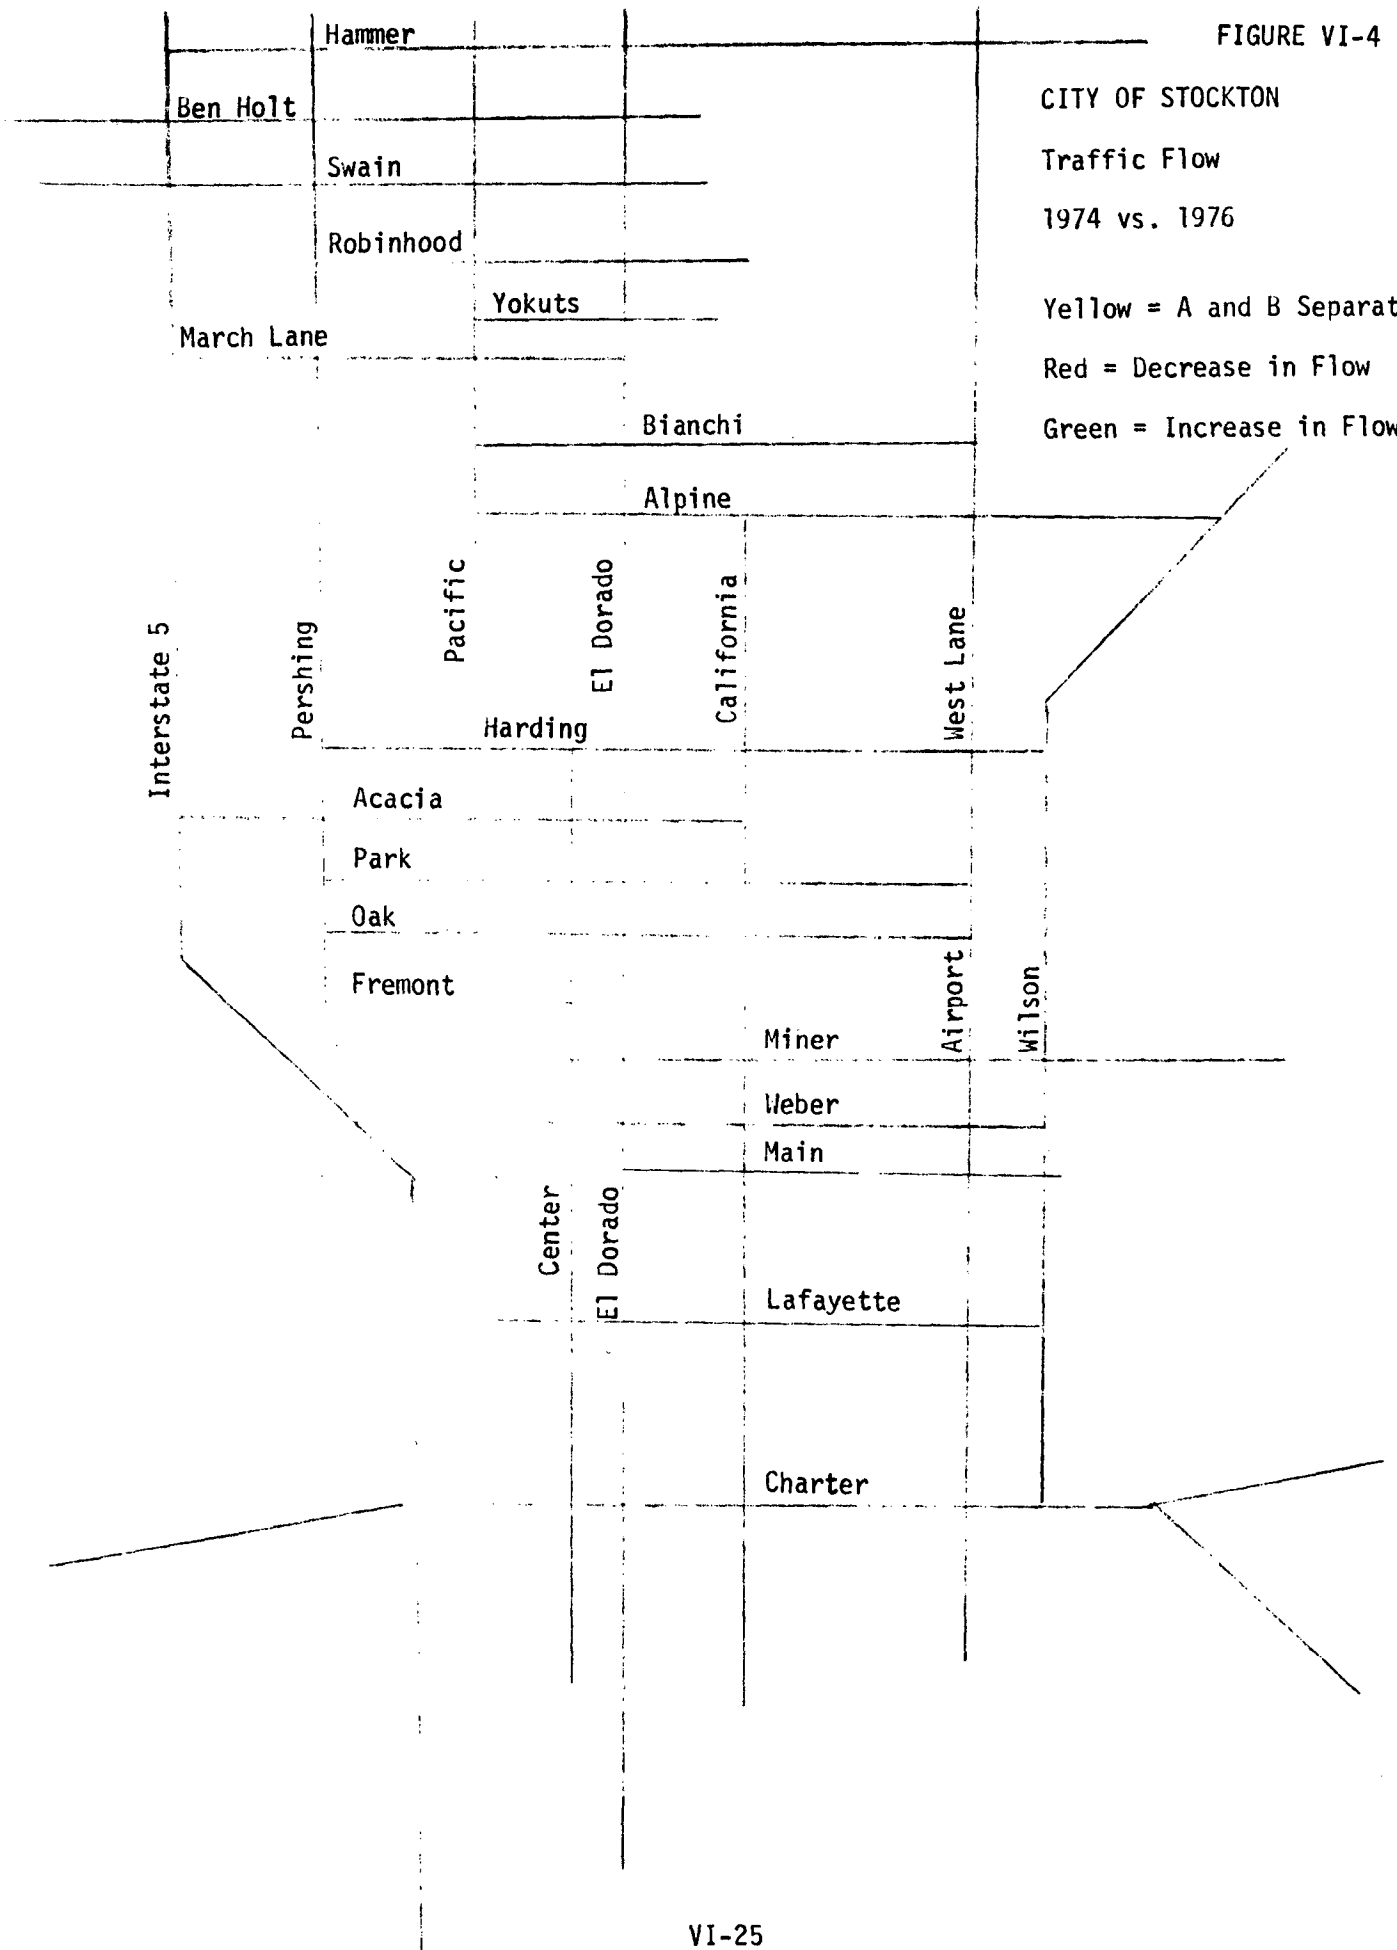 FIGURE VI-4
CITY OF STOCKTON
Traffic Flow
1974 vs. 1976
Yellow = A and B Separat
Red = Decrease in Flow
Green = Increase in Flow
Hammer
Ben Holt
Swain
Robinhood
Yokuts
March Lane
Bianchi
Alpine
Interstate 5
Pershing
Pacific
El Dorado
California
West Lane
Harding
Acacia
Park
Oak
Fremont
Airport
Wilson
Miner
Weber
Main
Center
El Dorado
Lafayette
Charter
VI-25